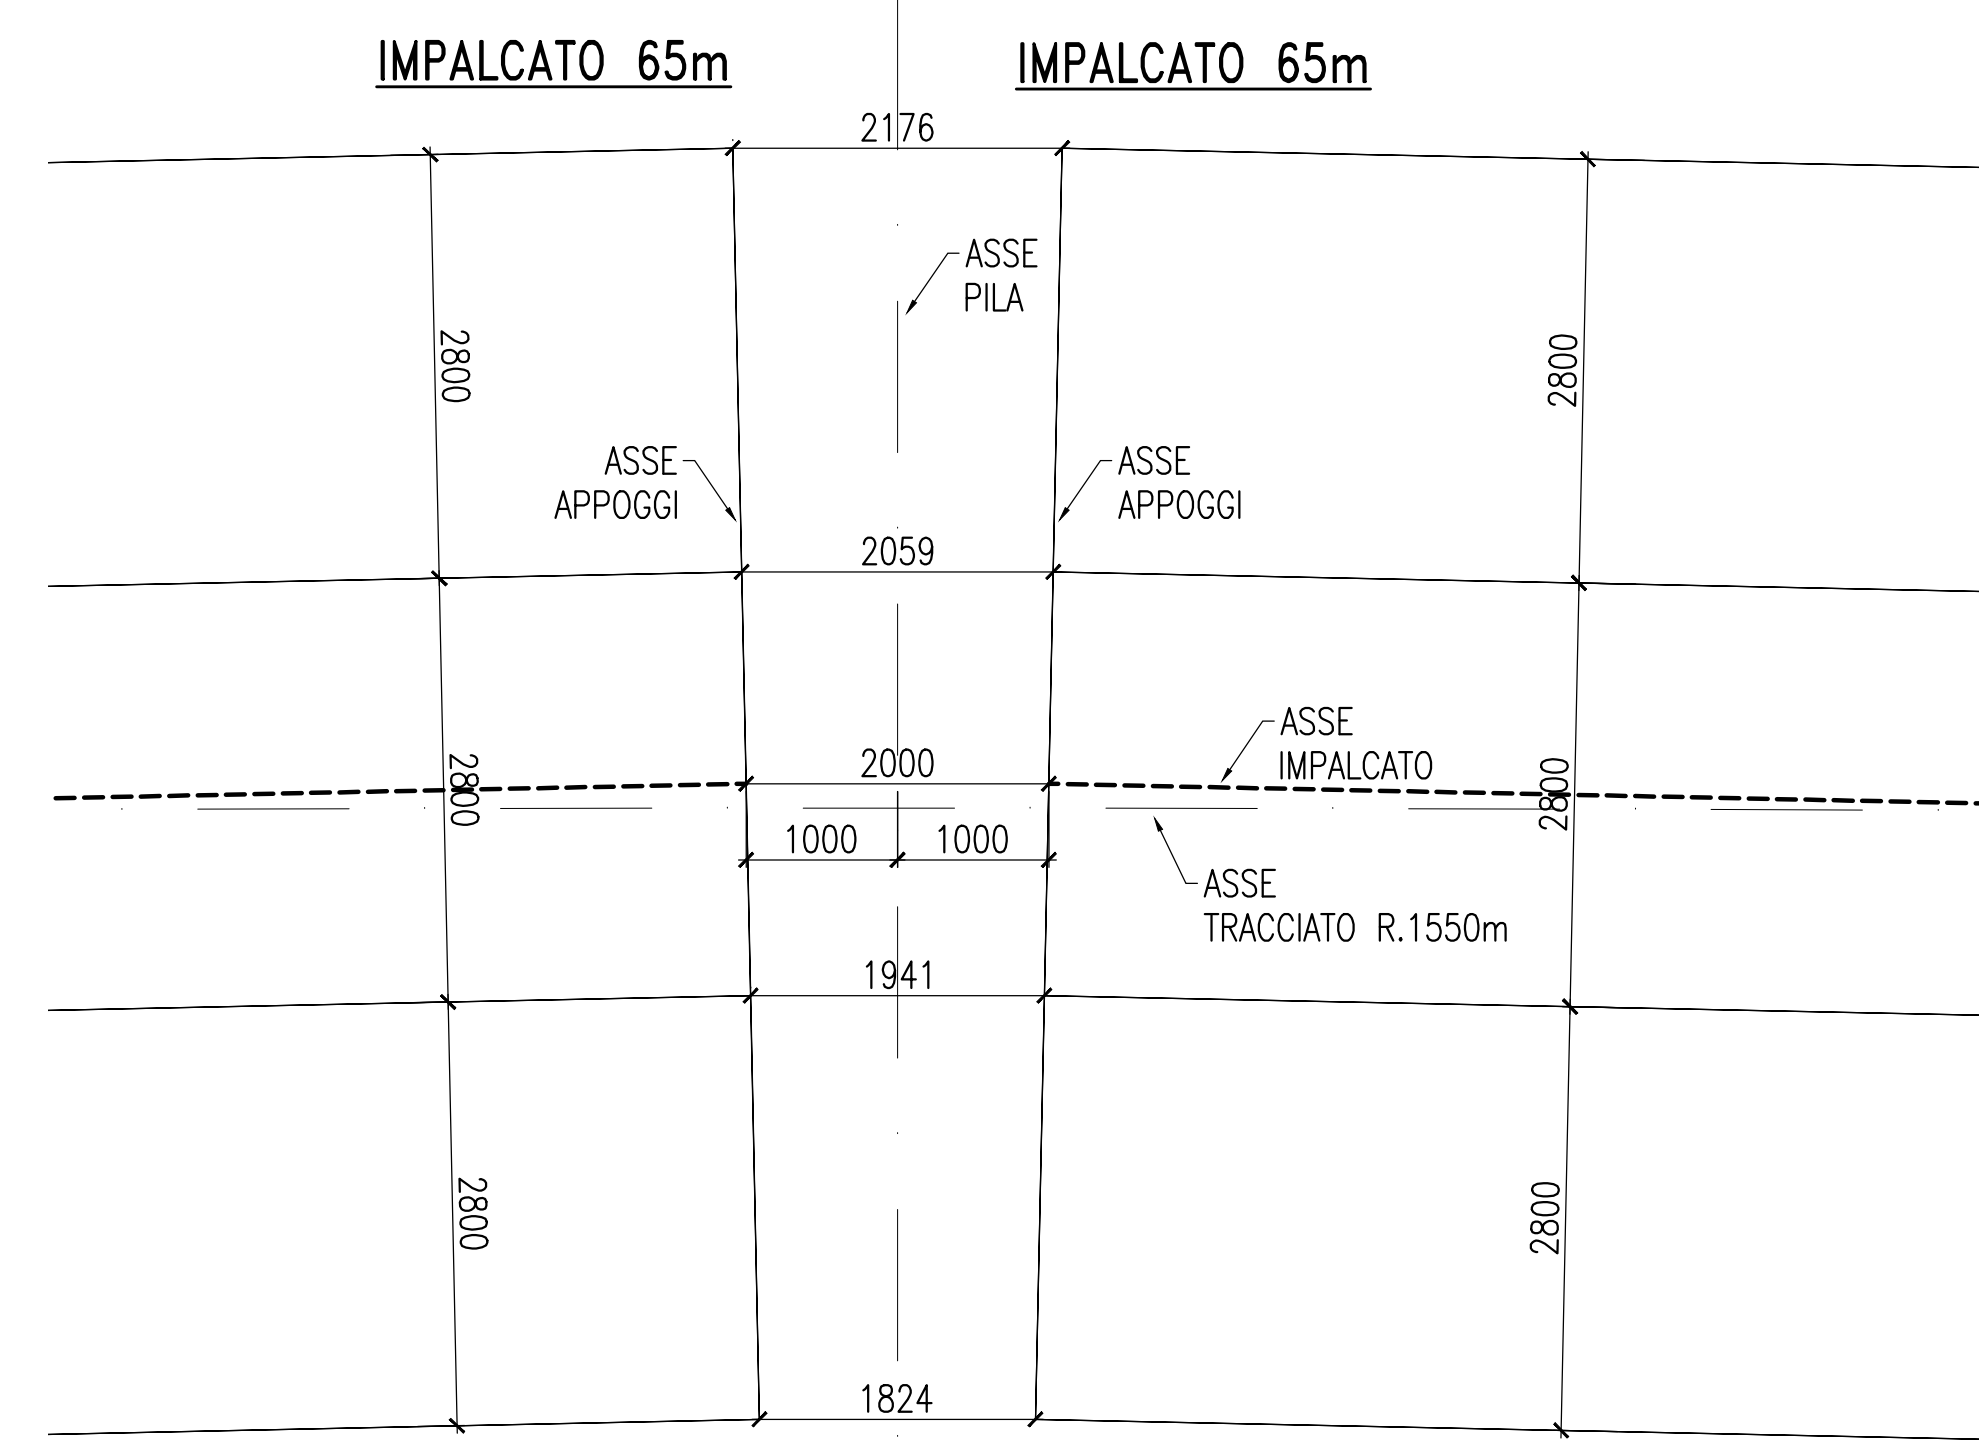 IMPALCATO 65m
IMPALCATO 65m
2176
ASSE
PILA
2800
2800
ASSE
APPOGGI
ASSE
APPOGGI
2059
ASSE
IMPALCATO
2000
2800
2800
1000
1000
ASSE
TRACCIATO R.1550m
1941
2800
2800
1824